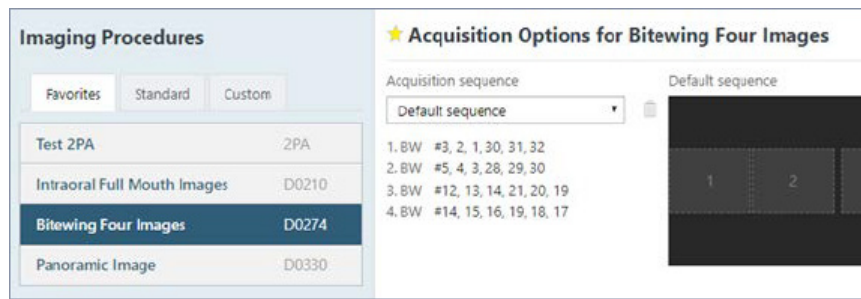 Imaging Procedures
Favorites Standard Custom
Test 2PA 2PA
Intraoral Full Mouth Images D0210
Bitewing Four Images D0274
Panoramic Image D0330
Acquisition Options for Bitewing Four Images
Acquisition sequence
Default sequence
1. BW #3, 2, 1, 30, 31, 32
2. BW #5, 4, 3, 28, 29, 30
3. BW #12, 13, 14, 21, 20, 19
4. BW #14, 15, 16, 19, 18, 17
Default sequence
1 2